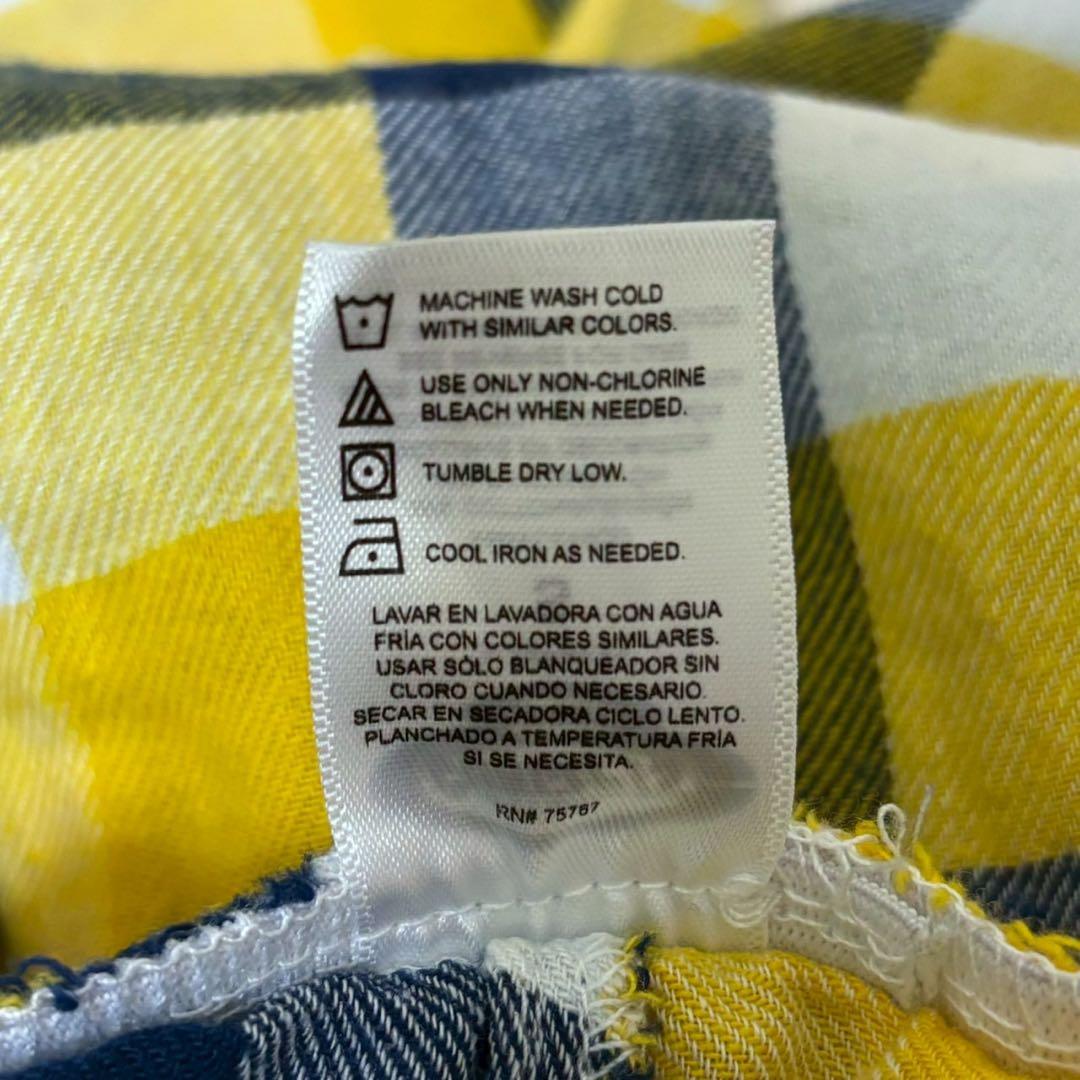 MACHINE WASH COLD
WITH SIMILAR COLORS.
USE ONLY NON-CHLORINE
BLEACH WHEN NEEDED.
TUMBLE DRY LOW.
COOL IRON AS NEEDED.
LAVAR EN LAVADORA CON AGUA
FRÍA CON COLORES SIMILARES.
USAR SÓLO BLANQUEADOR SIN
CLORO CUANDO NECESARIO.
SECAR EN SECADORA CICLO LENTO.
PLANCHADO A TEMPERATURA FRÍA
SI SE NECESITA.
RN# 75787